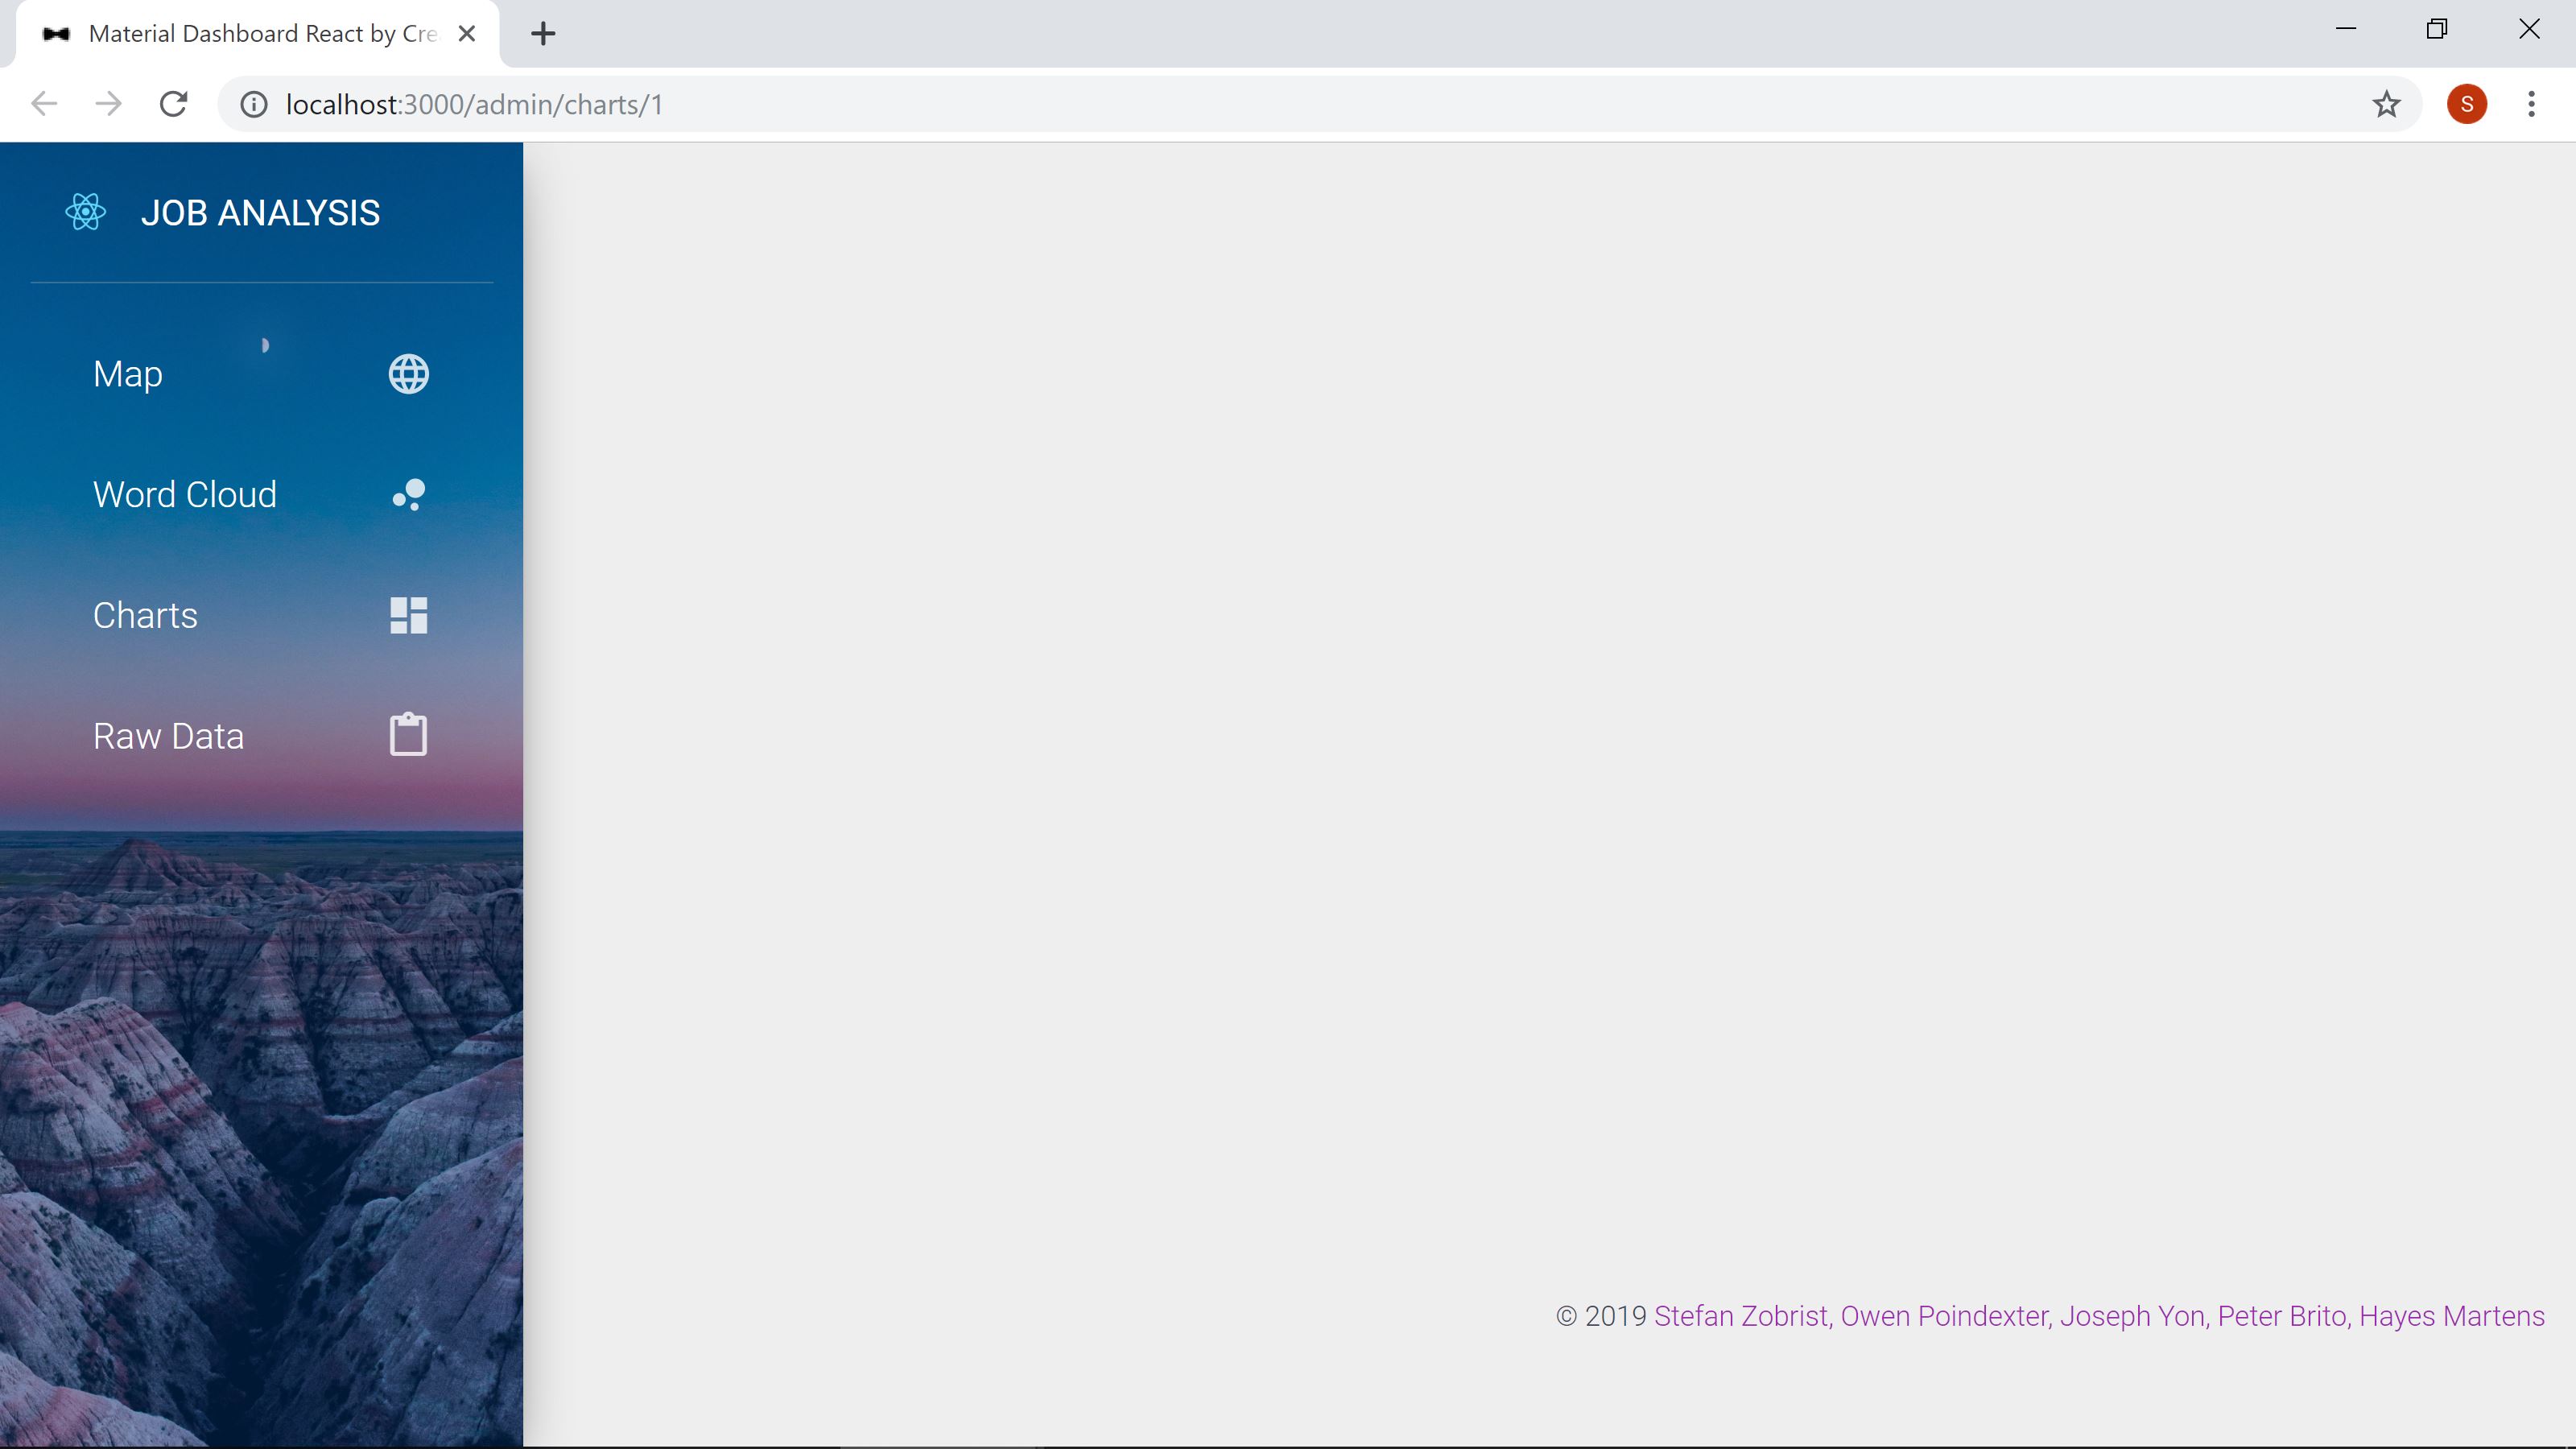 Material Dashboard React by Cre
localhost:3000/admin/charts/1
S
JOB ANALYSIS
Map
Word Cloud
Charts
Raw Data
© 2019 Stefan Zobrist, Owen Poindexter, Joseph Yon, Peter Brito, Hayes Martens